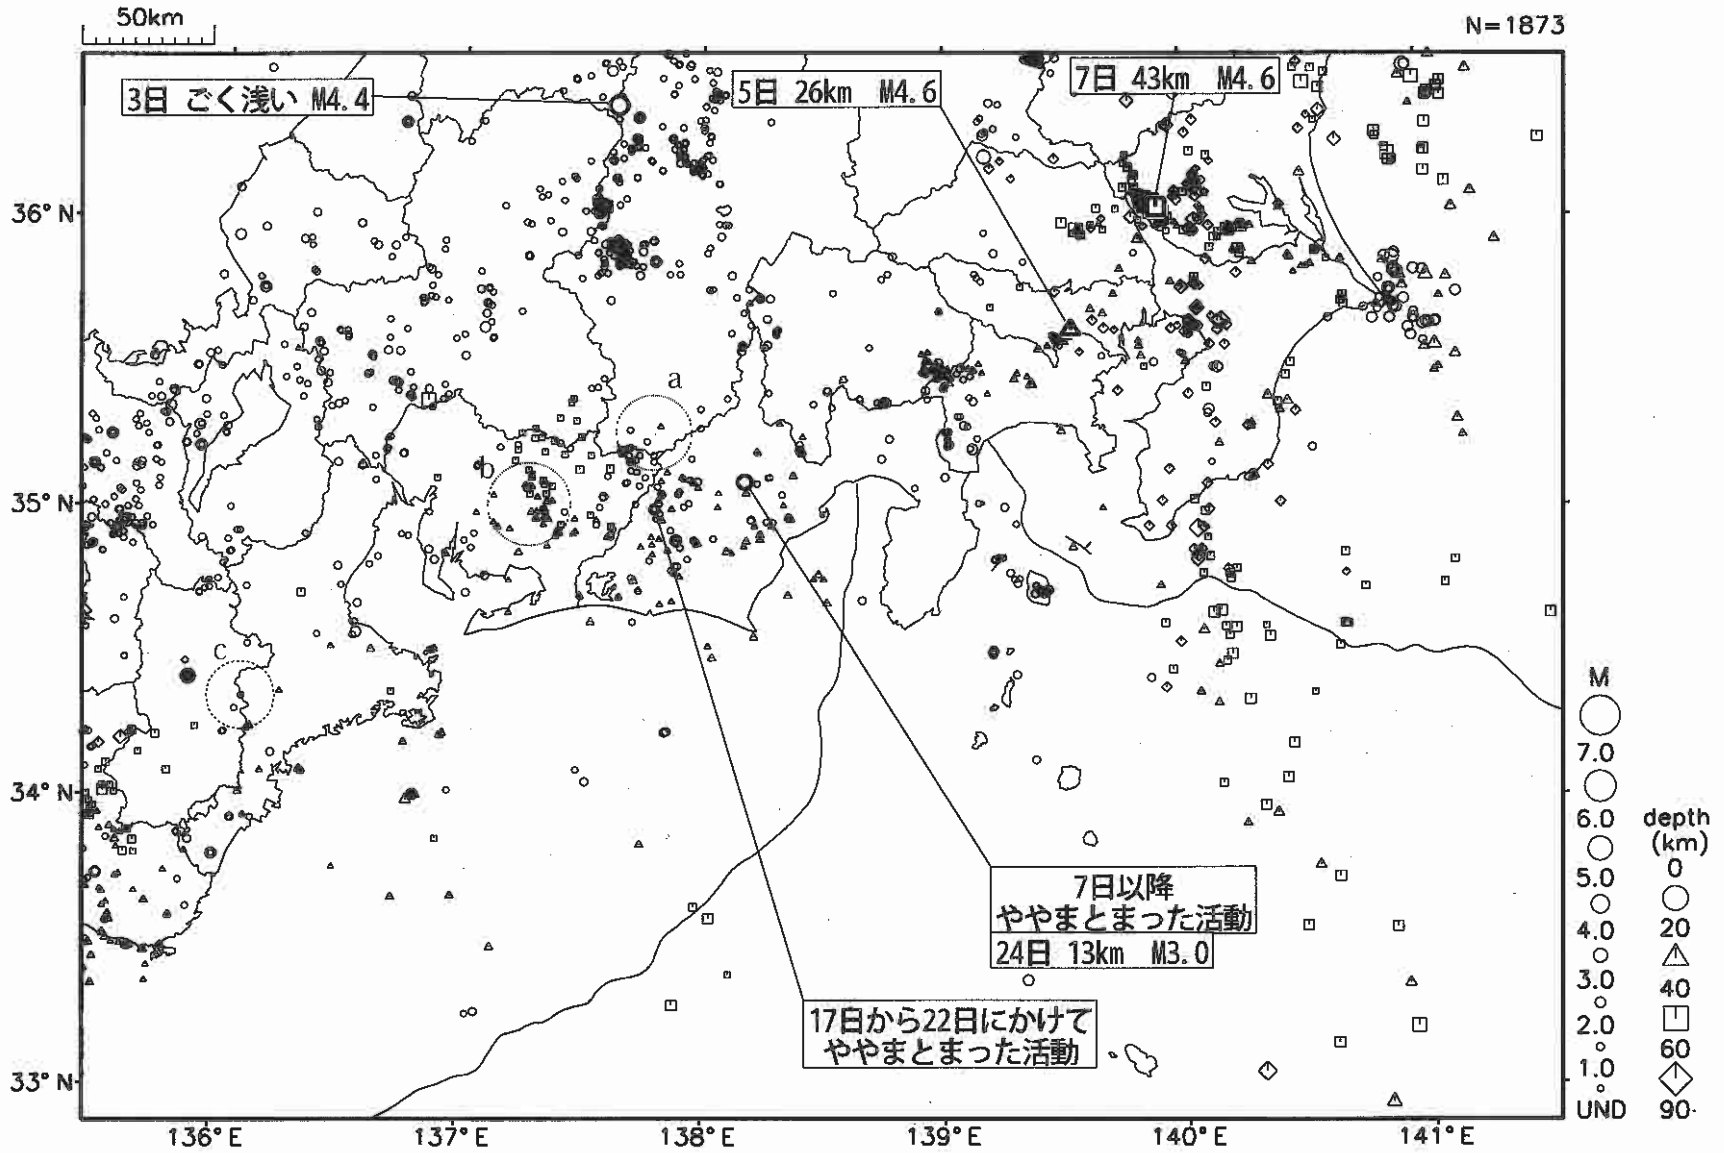 50km
N=1873
3日 ごく浅い M4.4
5日 26km M4.6
7日 43km M4.6
36°N
35°N
34°N
33°N
a
b
c
7日以降
ややまとまった活動
24日 13km M3.0
17日から22日にかけて
ややまとまった活動
136°E
137°E
138°E
139°E
140°E
141°E
M
7.0
6.0
5.0
4.0
3.0
2.0
1.0
UND
depth
(km)
0
20
40
60
90